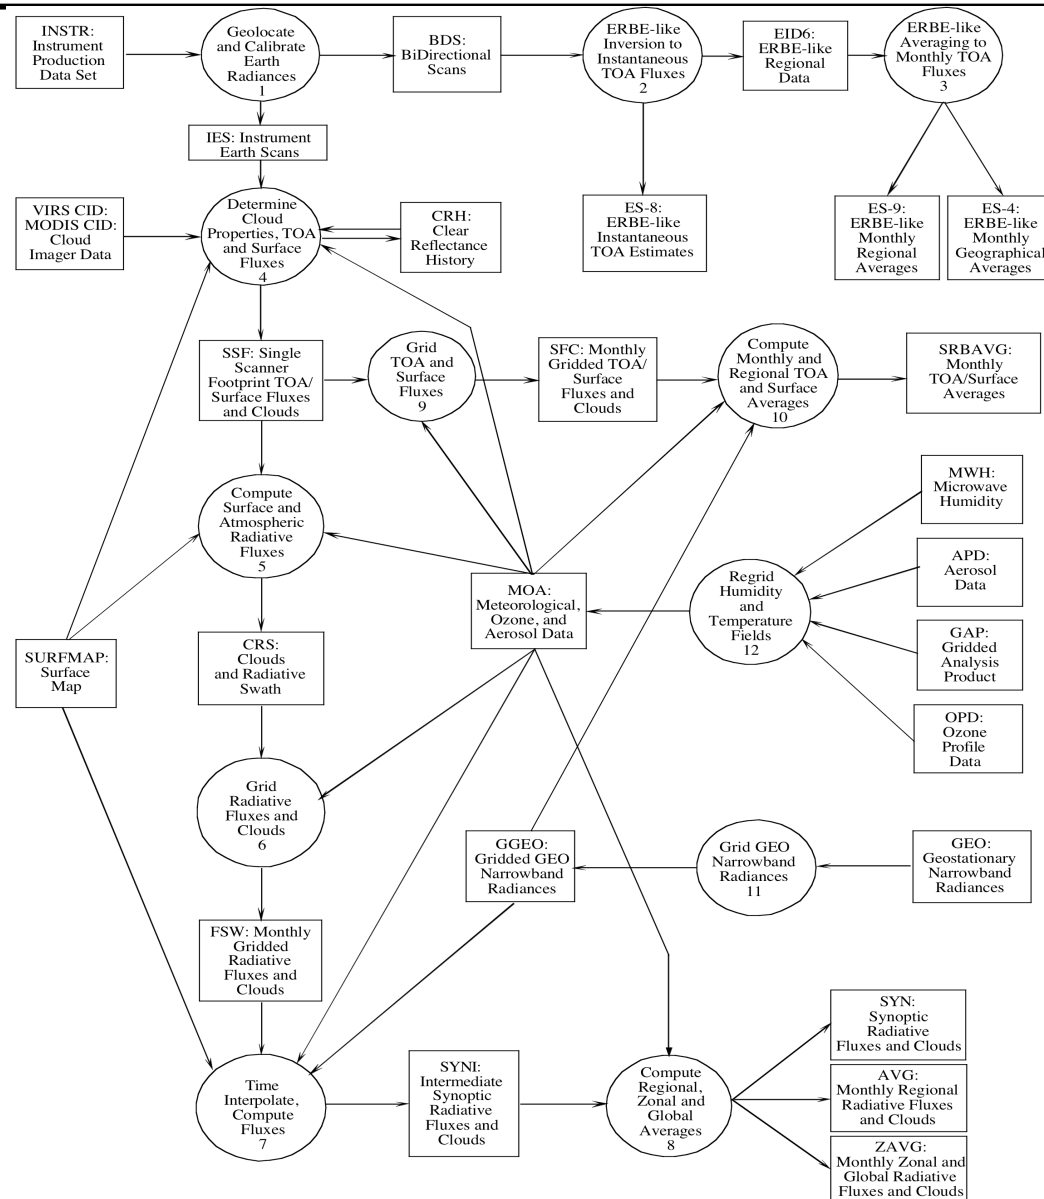 INSTR:
Instrument
Production
Data Set
Geolocate
and Calibrate
Earth
Radiances
1
BDS:
BiDirectional
Scans
ERBE-like
Inversion to
Instantaneous
TOA Fluxes
2
EID6:
ERBE-like
Regional
Data
ERBE-like
Averaging to
Monthly TOA
Fluxes
3
IES: Instrument
Earth Scans
VIRS CID:
MODIS CID:
Cloud
Imager Data
Determine
Cloud
Properties, TOA
and Surface
Fluxes
4
CRH:
Clear
Reflectance
History
ES-8:
ERBE-like
Instantaneous
TOA Estimates
ES-9:
ERBE-like
Monthly
Regional
Averages
ES-4:
ERBE-like
Monthly
Geographical
Averages
SSF: Single
Scanner
Footprint TOA/
Surface Fluxes
and Clouds
Grid
TOA and
Surface
Fluxes
9
SFC: Monthly
Gridded TOA/
Surface
Fluxes and
Clouds
Compute
Monthly and
Regional TOA
and Surface
Averages
10
SRBAVG:
Monthly
TOA/Surface
Averages
Compute
Surface and
Atmospheric
Radiative
Fluxes
5
MWH:
Microwave
Humidity
APD:
Aerosol
Data
MOA:
Meteorological,
Ozone, and
Aerosol Data
Regrid
Humidity
and
Temperature
Fields
12
GAP:
Gridded
Analysis
Product
SURFMAP:
Surface
Map
CRS:
Clouds
and Radiative
Swath
OPD:
Ozone
Profile
Data
Grid
Radiative
Fluxes and
Clouds
6
GGEO:
Gridded GEO
Narrowband
Radiances
Grid GEO
Narrowband
Radiances
11
GEO:
Geostationary
Narrowband
Radiances
FSW: Monthly
Gridded
Radiative
Fluxes and
Clouds
Time
Interpolate,
Compute
Fluxes
7
SYNI:
Intermediate
Synoptic
Radiative
Fluxes and
Clouds
Compute
Regional,
Zonal and
Global
Averages
8
SYN:
Synoptic
Radiative
Fluxes and Clouds
AVG:
Monthly Regional
Radiative Fluxes
and Clouds
ZAVG:
Monthly Zonal and
Global Radiative
Fluxes and Clouds